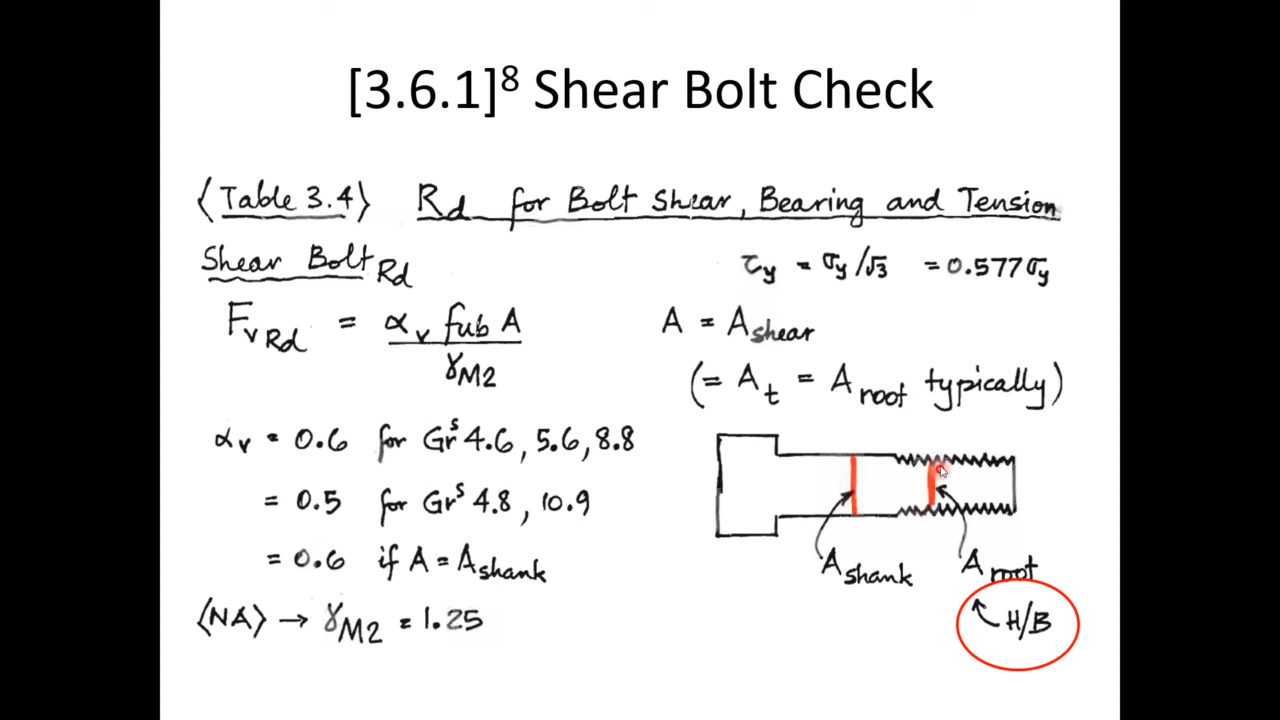 [3.6.1]⁸ Shear Bolt Check
⟨Table 3.4⟩ Rd for Bolt Shear, Bearing and Tension
Shear Bolt Rd
τy = σy/√3 = 0.577σy
Fv Rd = αv fub A / γM2
A = Ashear
(= At = Aroot typically)
αv = 0.6 for Grˢ 4.6, 5.6, 8.8
= 0.5 for Grˢ 4.8, 10.9
= 0.6 if A = Ashank
⟨NA⟩ → γM2 = 1.25
Ashank
Aroot
H/B